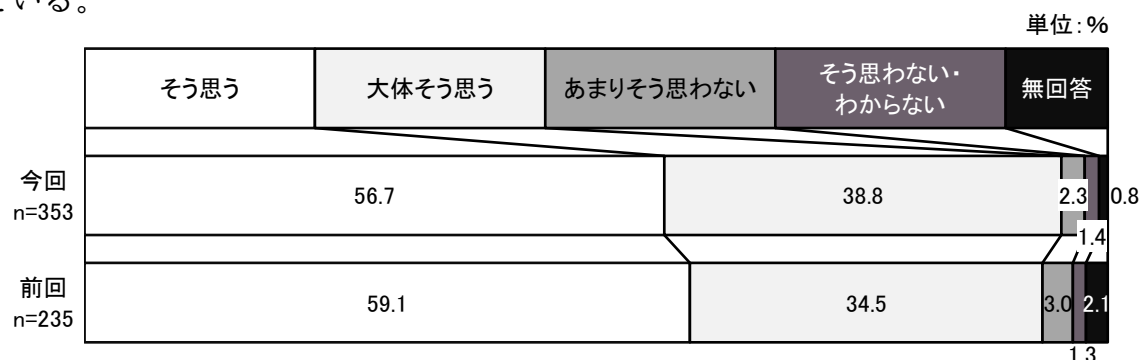 ている。
単位：％
そう思う
大体そう思う
あまりそう思わない
そう思わない・
わからない
無回答
今回
n=353
56.7
38.8
2.3
0.8
1.4
前回
n=235
59.1
34.5
3.0
2.1
1.3